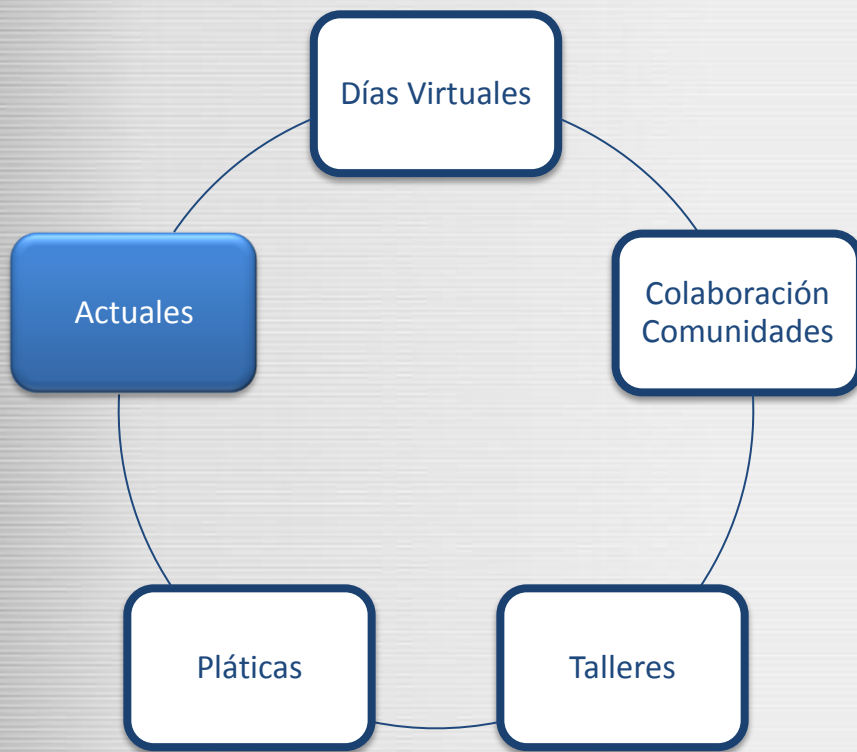 Días Virtuales
Actuales
Colaboración
Comunidades
Pláticas
Talleres